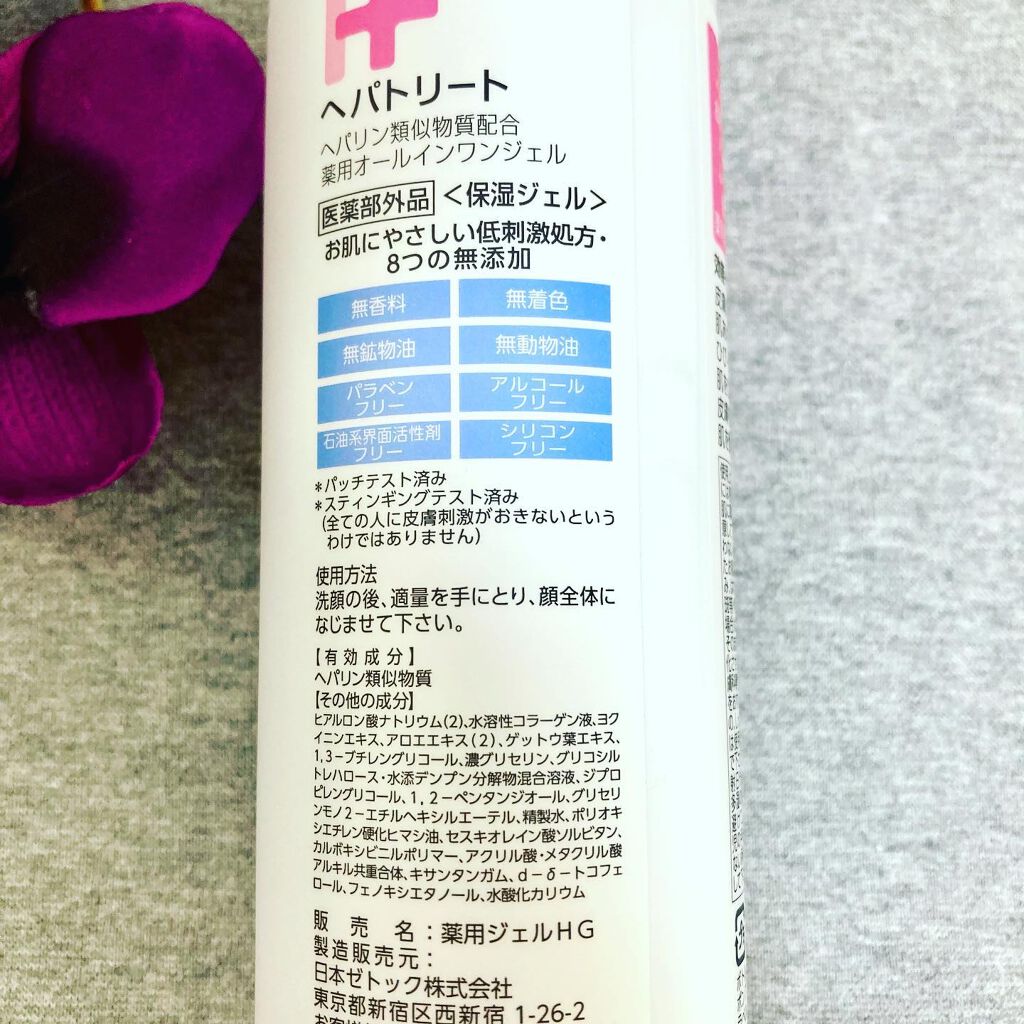 ヘパトリート
ヘパリン類似物質配合
薬用オールインワンジェル
医薬部外品 <保湿ジェル>
お肌にやさしい低刺激処方・
8つの無添加
無香料 無着色
無鉱物油 無動物油
パラベン
フリー
アルコール
フリー
石油系界面活性剤
フリー
シリコン
フリー
*パッチテスト済み
*スティンギングテスト済み
(全ての人に皮膚刺激がおきないという
わけではありません)
使用方法
洗顔の後、適量を手にとり、顔全体に
なじませて下さい。
【有効成分】
ヘパリン類似物質
【その他の成分】
ヒアルロン酸ナトリウム(2)、水溶性コラーゲン液、ヨク
イニンエキス、アロエエキス(2)、ゲットウ葉エキス、
1,3-ブチレングリコール、濃グリセリン、グリコシル
トレハロース・水添デンプン分解物混合溶液、ジプロ
ピレングリコール、1,2-ペンタンジオール、グリセリ
ンモノ2-エチルヘキシルエーテル、精製水、ポリオキ
シエチレン硬化ヒマシ油、セスキオレイン酸ソルビタン、
カルボキシビニルポリマー、アクリル酸・メタクリル酸
アルキル共重合体、キサンタンガム、d-δ-トコフェ
ロール、フェノキシエタノール、水酸化カリウム
販売名:薬用ジェルHG
製造販売元:
日本ゼトック株式会社
東京都新宿区西新宿 1-26-2